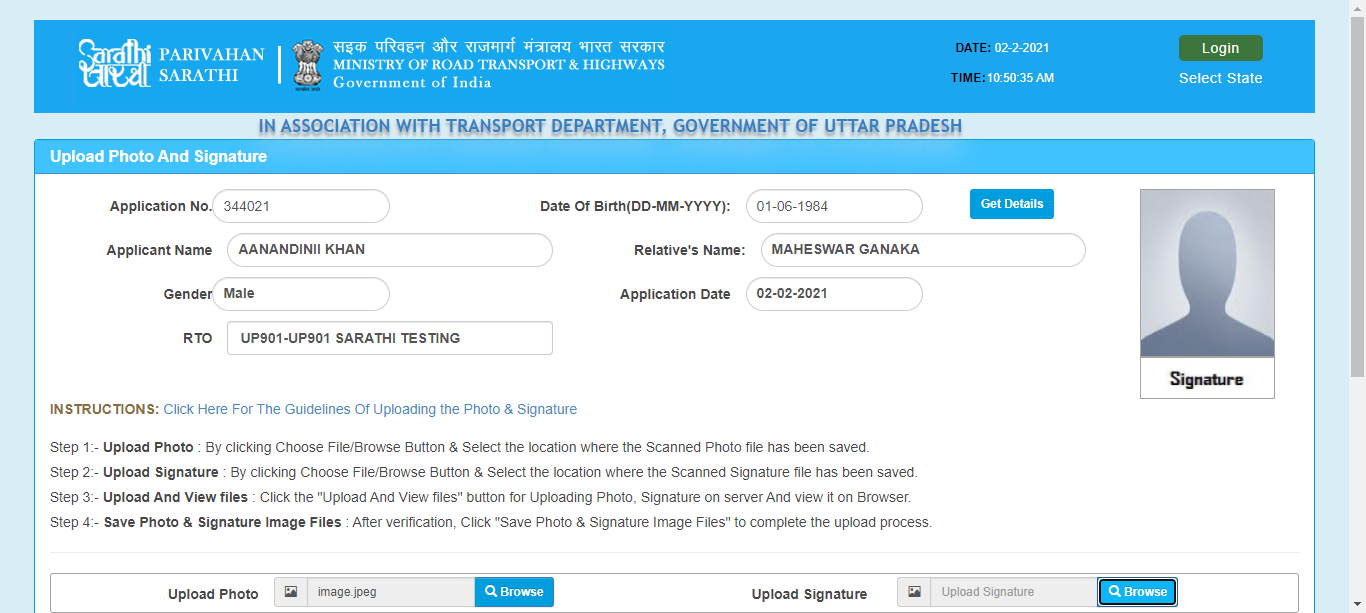 Sarathi
सारथी
PARIVAHAN
SARATHI
सड़क परिवहन और राजमार्ग मंत्रालय भारत सरकार
MINISTRY OF ROAD TRANSPORT & HIGHWAYS
Government of India
DATE: 02-2-2021
TIME: 10:50:35 AM
Login
Select State
IN ASSOCIATION WITH TRANSPORT DEPARTMENT, GOVERNMENT OF UTTAR PRADESH
Upload Photo And Signature
Application No. 344021 Date Of Birth(DD-MM-YYYY): 01-06-1984 Get Details
Applicant Name AANANDINII KHAN Relative's Name: MAHESWAR GANAKA
Gender Male Application Date 02-02-2021
RTO UP901-UP901 SARATHI TESTING
Signature
INSTRUCTIONS: Click Here For The Guidelines Of Uploading the Photo & Signature
Step 1:- Upload Photo : By clicking Choose File/Browse Button & Select the location where the Scanned Photo file has been saved.
Step 2:- Upload Signature : By clicking Choose File/Browse Button & Select the location where the Scanned Signature file has been saved.
Step 3:- Upload And View files : Click the "Upload And View files" button for Uploading Photo, Signature on server And view it on Browser.
Step 4:- Save Photo & Signature Image Files : After verification, Click "Save Photo & Signature Image Files" to complete the upload process.
Upload Photo image.jpeg Browse Upload Signature Upload Signature Browse